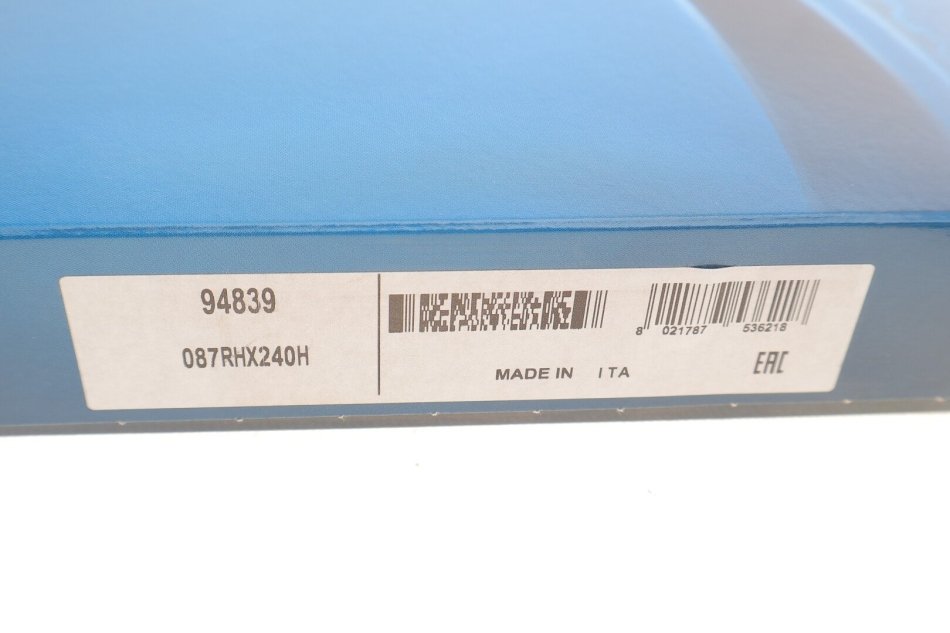 94839
087RHX240H
8 021787 536218
MADE IN ITA
EAC